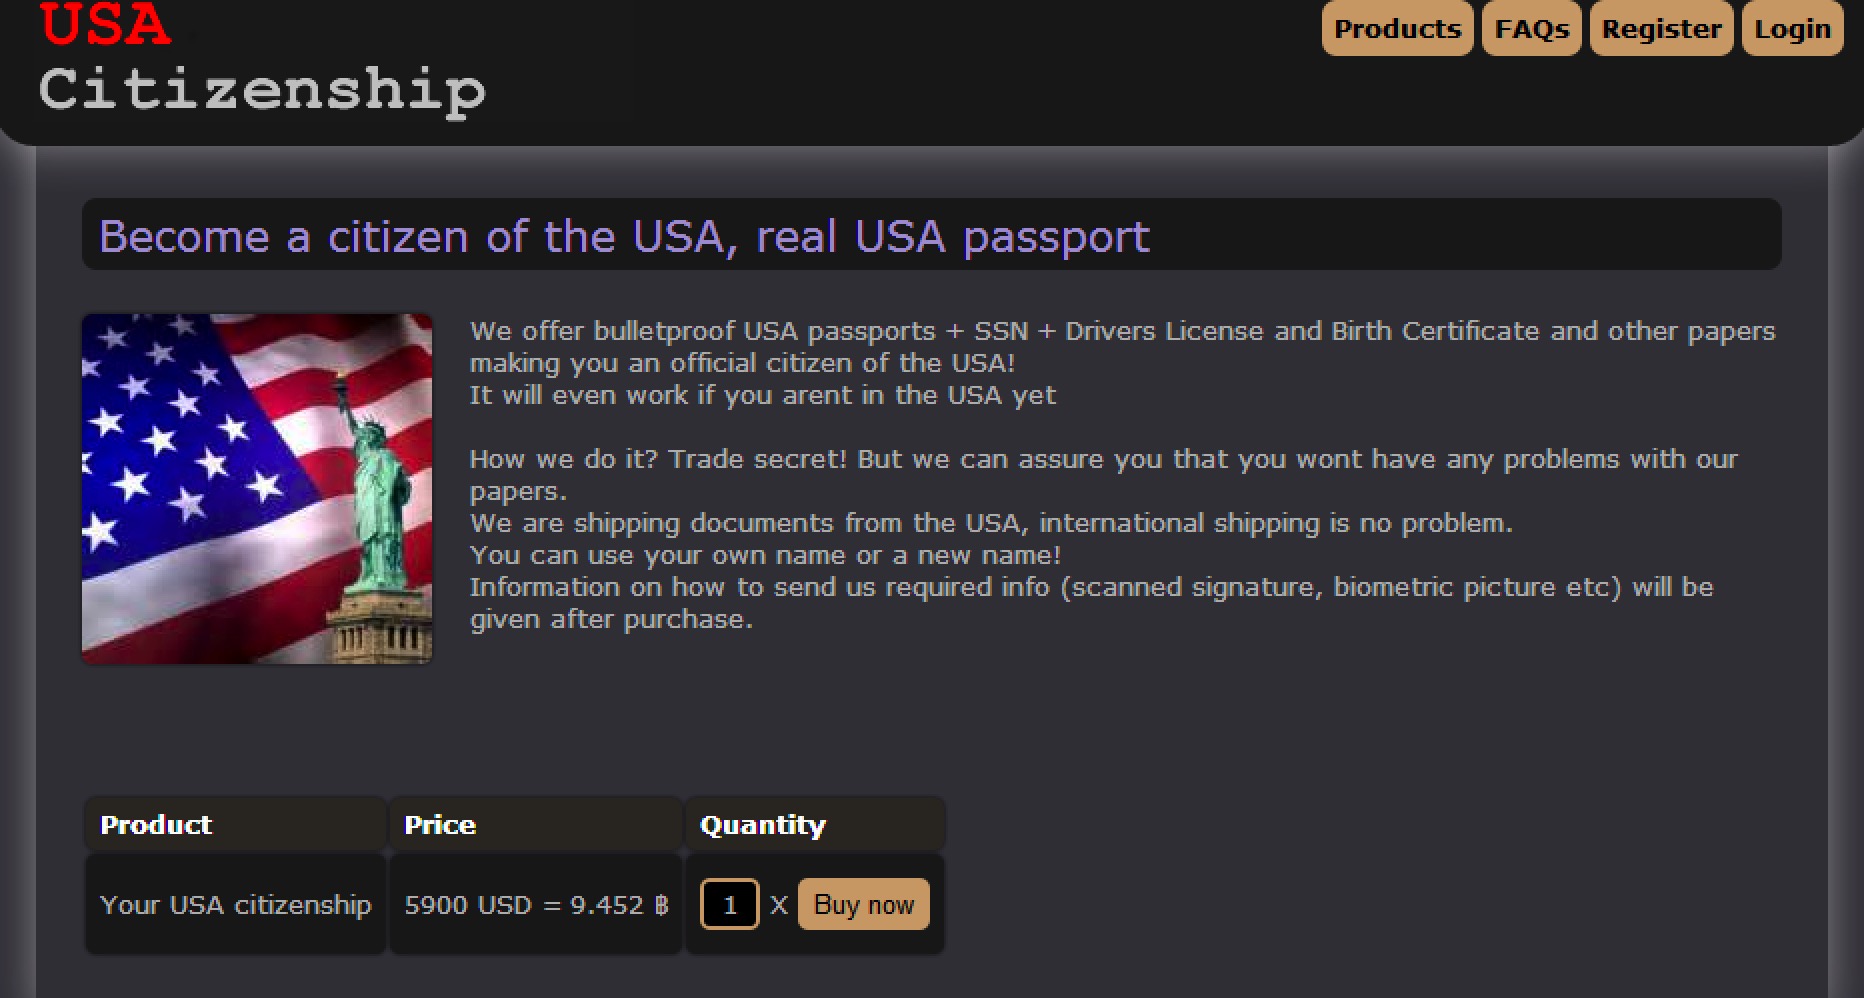 USA
Citizenship
Products FAQs Register Login
Become a citizen of the USA, real USA passport
We offer bulletproof USA passports + SSN + Drivers License and Birth Certificate and other papers
making you an official citizen of the USA!
It will even work if you arent in the USA yet
How we do it? Trade secret! But we can assure you that you wont have any problems with our
papers.
We are shipping documents from the USA, international shipping is no problem.
You can use your own name or a new name!
Information on how to send us required info (scanned signature, biometric picture etc) will be
given after purchase.
Product Price Quantity
Your USA citizenship 5900 USD = 9.452 ฿ 1 X Buy now